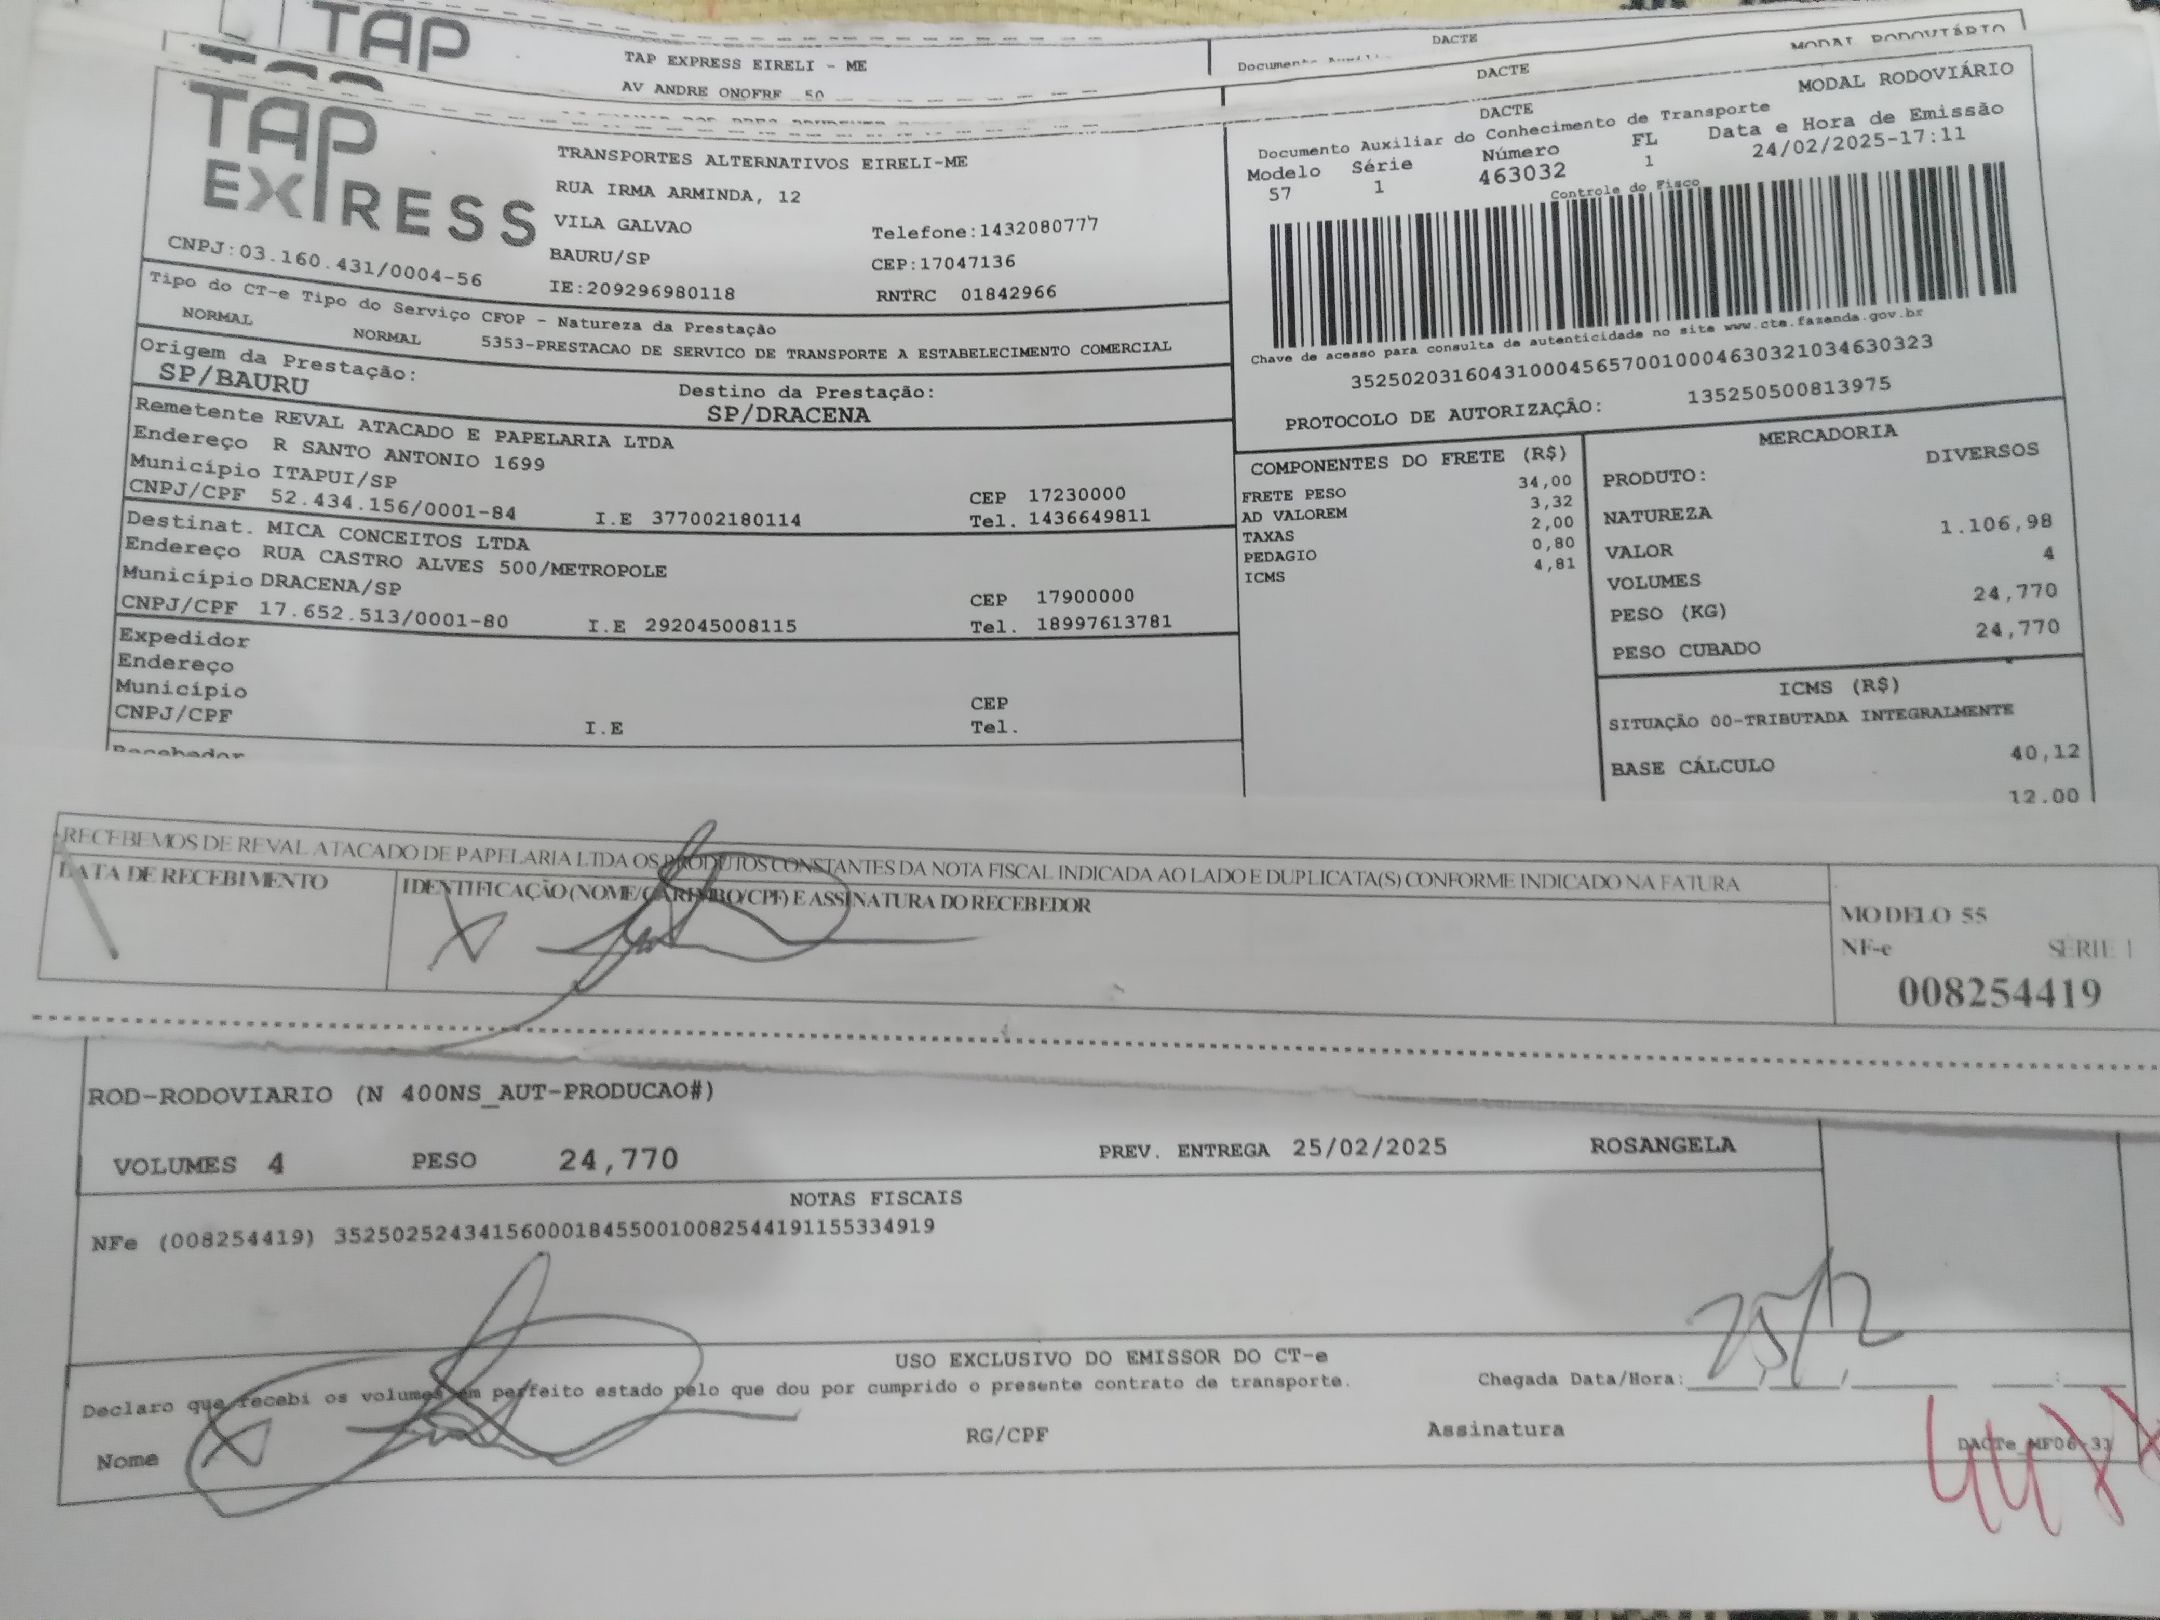 TAP
TAP EXPRESS EIRELI - ME
AV ANDRE ONOFRE 50
DACTE
MODAL RODOVIÁRIO
DACTE
TAP
EXPRESS
CNPJ:03.160.431/0004-56
TRANSPORTES ALTERNATIVOS EIRELI-ME
RUA IRMA ARMINDA, 12
VILA GALVAO
Telefone:1432080777
BAURU/SP
CEP:17047136
IE:209296980118
RNTRC 01842966
DACTE
MODAL RODOVIÁRIO
Documento Auxiliar do Conhecimento de Transporte
Modelo Série Número FL Data e Hora de Emissão
57 1 463032 1 24/02/2025-17:11
Controle do Fisco
Chave de acesso para consulta de autenticidade no site www.cte.fazenda.gov.br
35250203160431000456570010004630321034630323
PROTOCOLO DE AUTORIZAÇÃO: 135250500813975
Tipo do CT-e Tipo do Serviço CFOP - Natureza da Prestação
NORMAL NORMAL 5353-PRESTACAO DE SERVICO DE TRANSPORTE A ESTABELECIMENTO COMERCIAL
Origem da Prestação: Destino da Prestação:
SP/BAURU SP/DRACENA
Remetente REVAL ATACADO E PAPELARIA LTDA
Endereço R SANTO ANTONIO 1699
Município ITAPUI/SP CEP 17230000
CNPJ/CPF 52.434.156/0001-84 I.E 377002180114 Tel. 1436649811
Destinat. MICA CONCEITOS LTDA
Endereço RUA CASTRO ALVES 500/METROPOLE
Município DRACENA/SP CEP 17900000
CNPJ/CPF 17.652.513/0001-80 I.E 292045008115 Tel. 18997613781
Expedidor
Endereço
Município CEP
CNPJ/CPF I.E Tel.
Recebedor
COMPONENTES DO FRETE (R$)
FRETE PESO 34,00
AD VALOREM 3,32
TAXAS 2,00
PEDAGIO 0,80
ICMS 4,81
MERCADORIA
PRODUTO: DIVERSOS
NATUREZA
VALOR 1.106,98
VOLUMES 4
PESO (KG) 24,770
PESO CUBADO 24,770
ICMS (R$)
SITUAÇÃO 00-TRIBUTADA INTEGRALMENTE
BASE CÁLCULO 40,12
12.00
RECEBEMOS DE REVAL ATACADO DE PAPELARIA LTDA OS PRODUTOS CONSTANTES DA NOTA FISCAL INDICADA AO LADO E DUPLICATA(S) CONFORME INDICADO NA FATURA
DATA DE RECEBIMENTO
IDENTIFICAÇÃO (NOME/CARIMBO/CPF) E ASSINATURA DO RECEBEDOR
MODELO 55
NF-e SÉRIE 1
008254419
ROD-RODOVIARIO (N 400NS_AUT-PRODUCAO#)
VOLUMES 4 PESO 24,770 PREV. ENTREGA 25/02/2025 ROSANGELA
NOTAS FISCAIS
NFe (008254419) 35250252434156000184550010082544191155334919
USO EXCLUSIVO DO EMISSOR DO CT-e
25/2
Declaro que recebi os volumes em perfeito estado pelo que dou por cumprido o presente contrato de transporte. Chegada Data/Hora:
Nome RG/CPF Assinatura